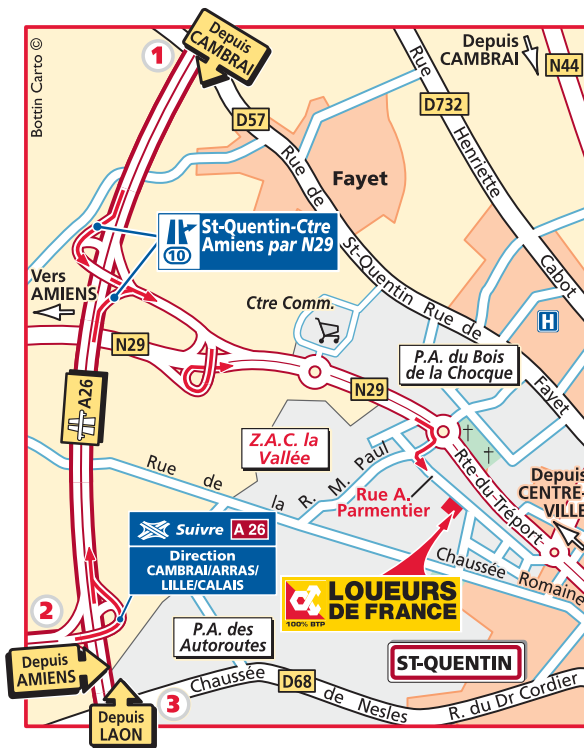 Bottin Carto ©
1
Depuis
CAMBRAI
Depuis
CAMBRAI
N44
D57
D732
Rue
Henriette
Cabot
Fayet
Rue de St-Quentin
Rue de Fayet
10
St-Quentin-Ctre
Amiens par N29
Vers
AMIENS
Ctre Comm.
H
N29
N29
P.A. du Bois
de la Chocque
A26
Z.A.C. la
Vallée
Rue de la Chaussée Romaine
R. M. Paul
Rue A.
Parmentier
Rte-du-Tréport
Depuis
CENTRE-
VILLE
Suivre A 26
Direction
CAMBRAI/ARRAS/
LILLE/CALAIS
LOUEURS
DE FRANCE
100% BTP
2
P.A. des
Autoroutes
ST-QUENTIN
Depuis
AMIENS
3
Depuis
LAON
Chaussée
D68
de Nesles
R. du Dr Cordier